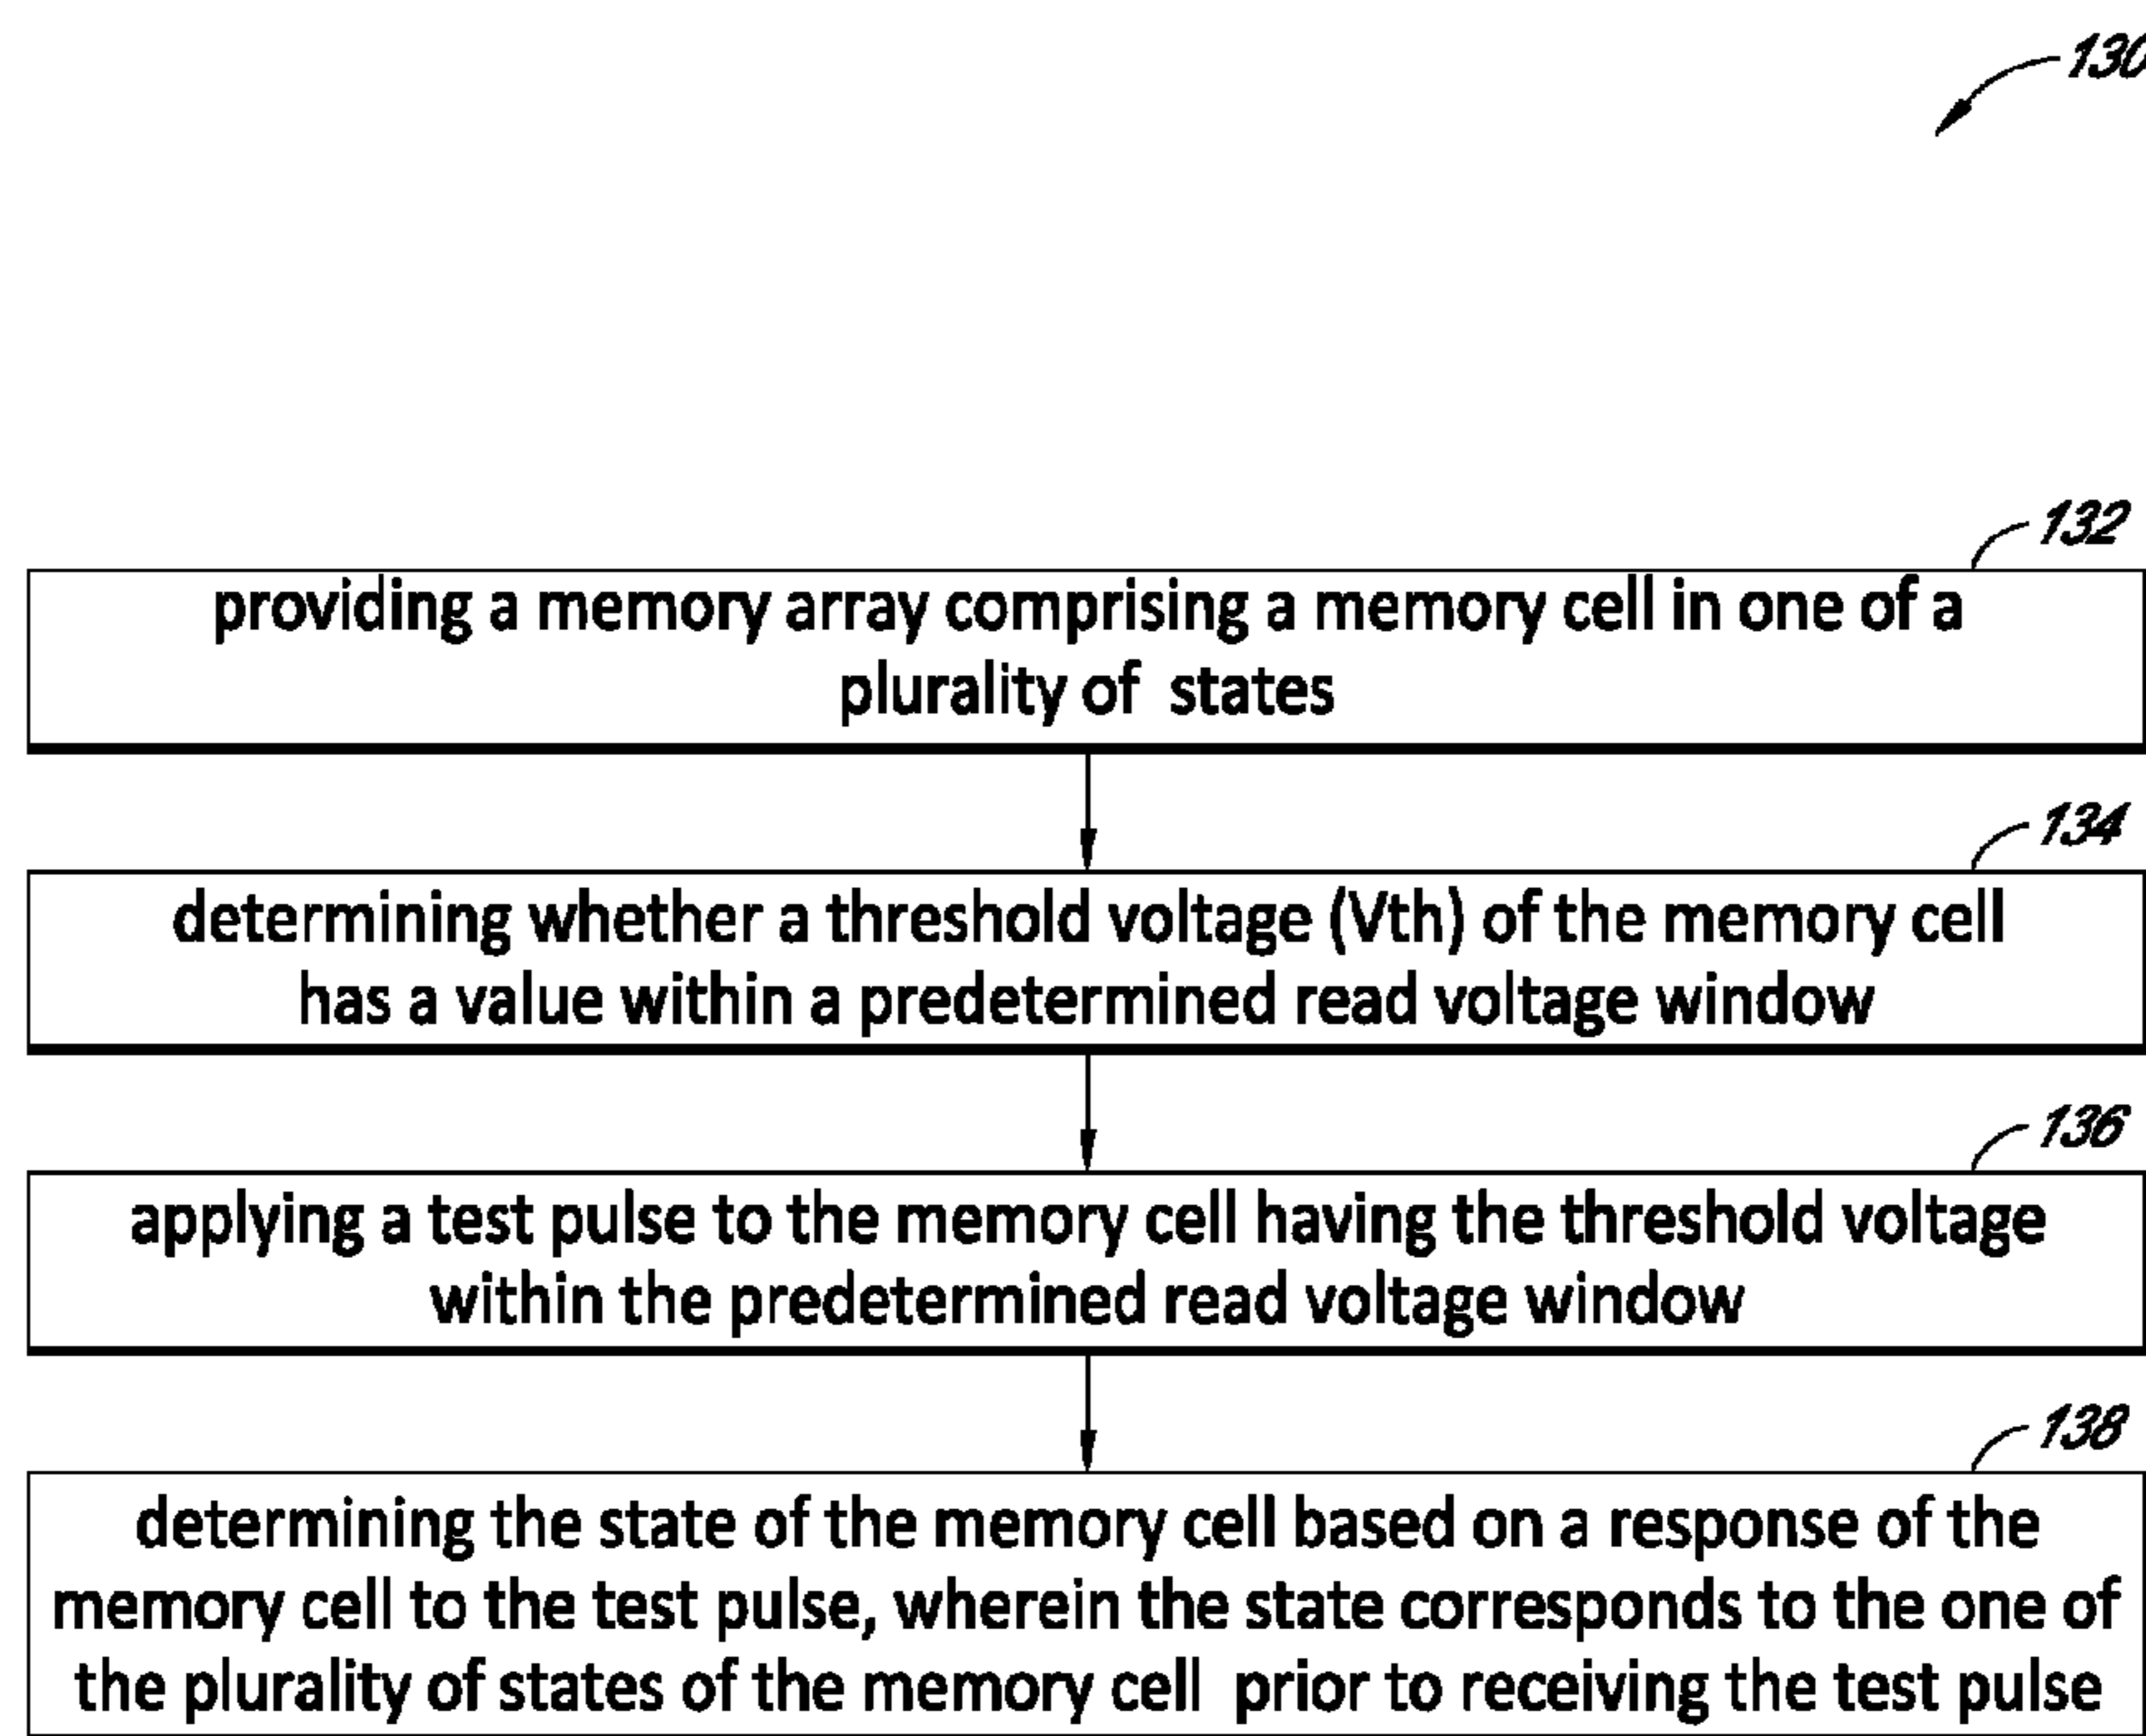 130
132
providing a memory array comprising a memory cell in one of a
plurality of states
134
determining whether a threshold voltage (Vth) of the memory cell
has a value within a predetermined read voltage window
136
applying a test pulse to the memory cell having the threshold voltage
within the predetermined read voltage window
138
determining the state of the memory cell based on a response of the
memory cell to the test pulse, wherein the state corresponds to the one of
the plurality of states of the memory cell prior to receiving the test pulse